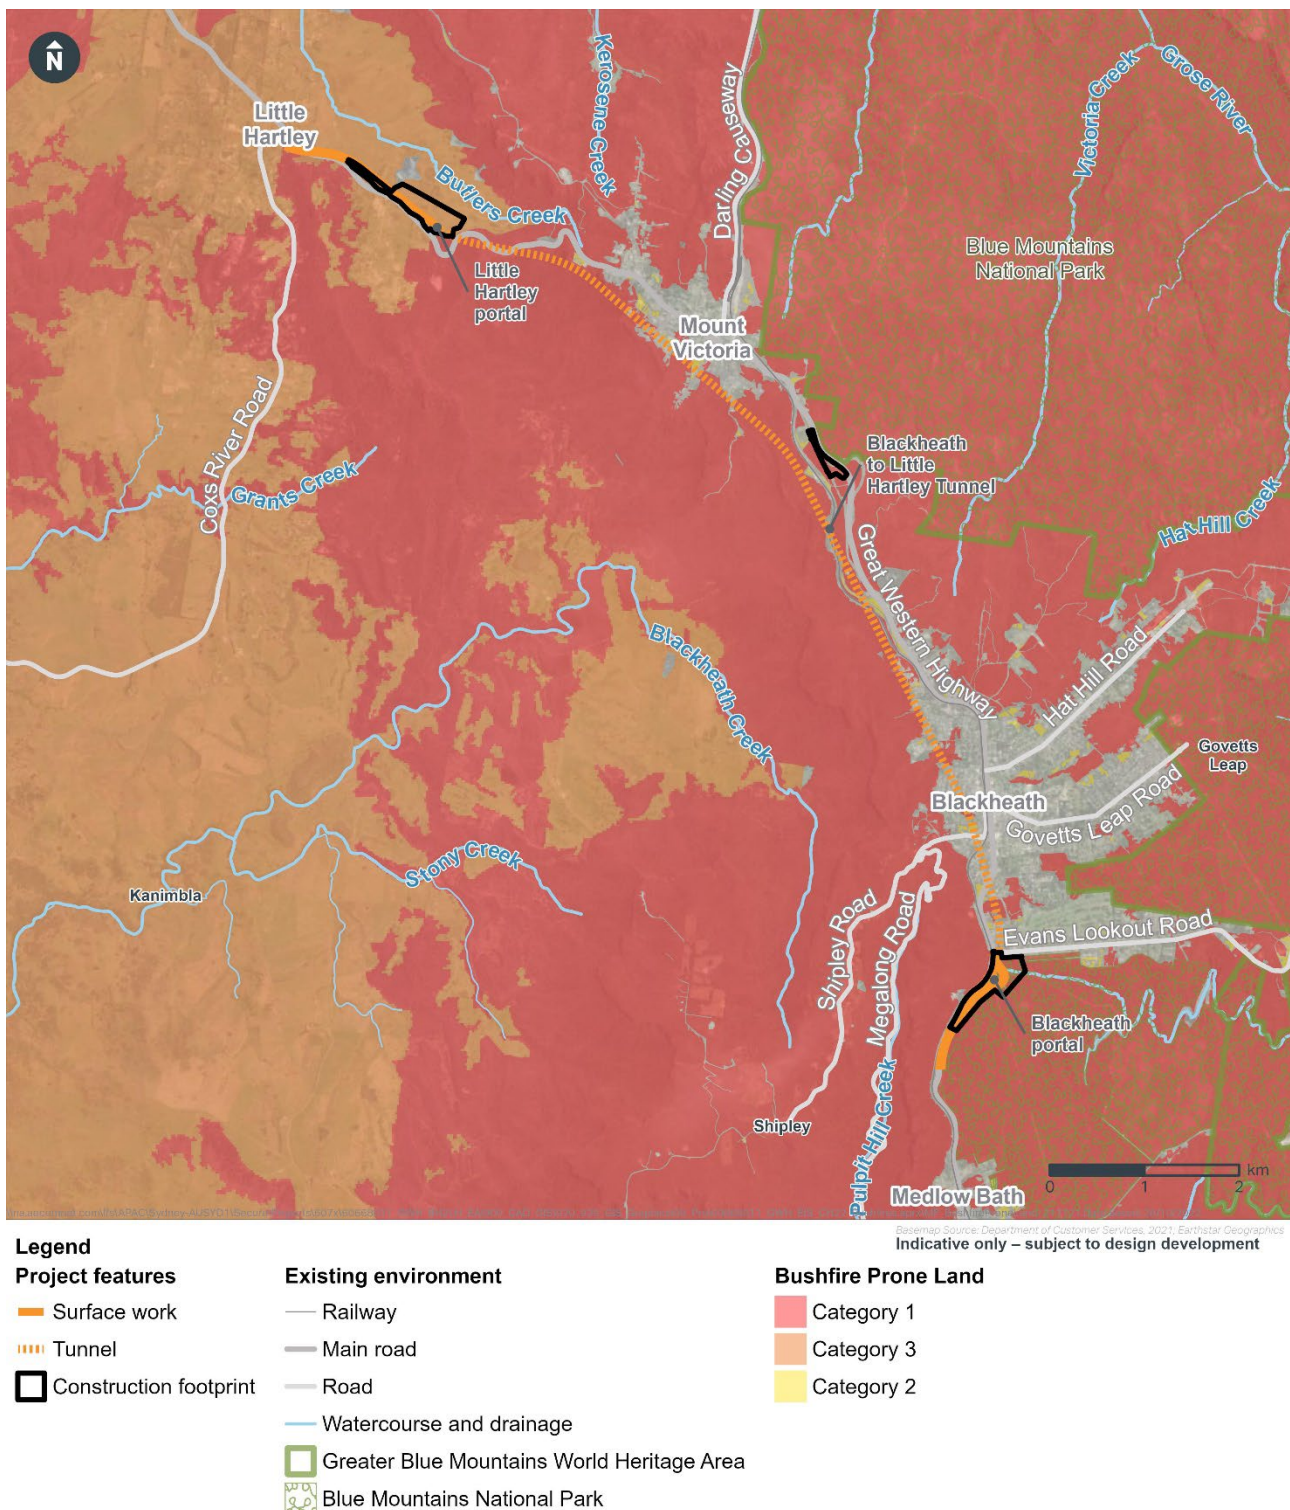 N
Little
Hartley
Kerosene Creek
Darling Causeway
Victoria Creek
Grose River
Butlers Creek
Blue Mountains
National Park
Little
Hartley
portal
Mount
Victoria
Coxs River Road
Grants Creek
Blackheath
to Little
Hartley Tunnel
Hat Hill Creek
Great Western Highway
Blackheath Creek
Hat Hill Road
Govetts
Leap
Blackheath
Govetts Leap Road
Stony Creek
Kanimbla
Shipley Road
Megalong Road
Evans Lookout Road
Blackheath
portal
Pulpit Hill Creek
Shipley
Medlow Bath
km
0 1 2
Basemap Source: Department of Customer Services, 2021; Earthstar Geographics
Indicative only – subject to design development
Legend
Project features
Surface work
Tunnel
Construction footprint
Existing environment
Railway
Main road
Road
Watercourse and drainage
Greater Blue Mountains World Heritage Area
Blue Mountains National Park
Bushfire Prone Land
Category 1
Category 3
Category 2